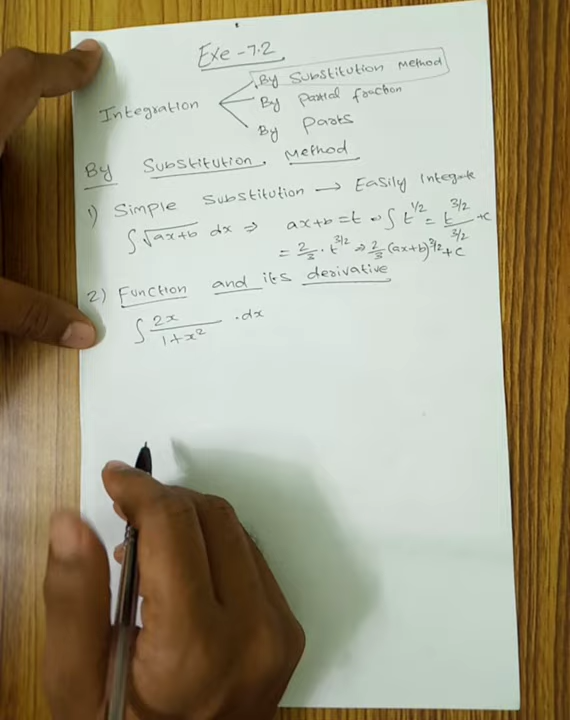 Exe - 7.2
Integration
By Substitution Method
By Partial fraction
By Parts
By Substitution Method
1) Simple Substitution → Easily Integrate
∫√ax+b dx ⇒ ax+b = t ⇒ ∫ t^1/2 = t^3/2 / 3/2 + c
= 2/3 · t^3/2 ⇒ 2/3 (ax+b)^3/2 + c
2) Function and its derivative
∫ 2x / 1+x² · dx